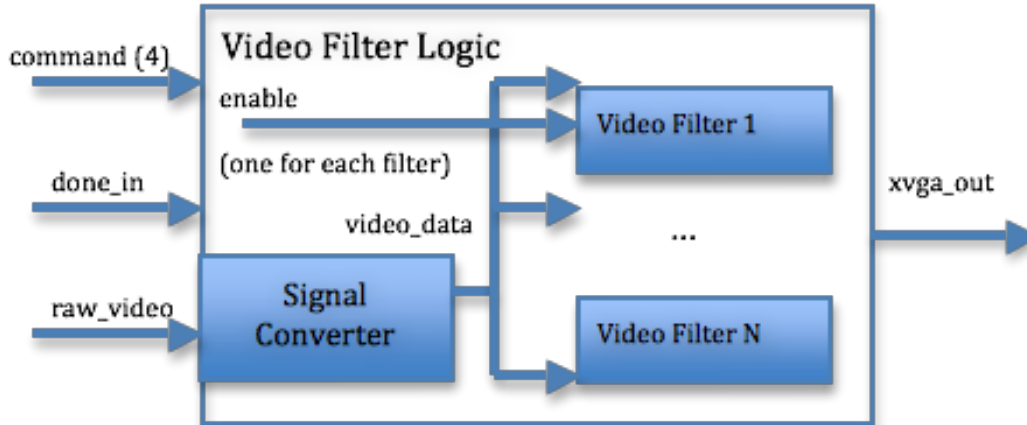 command (4)
Video Filter Logic
enable
Video Filter 1
(one for each filter)
done_in
xvga_out
video_data
...
raw_video
Signal
Converter
Video Filter N